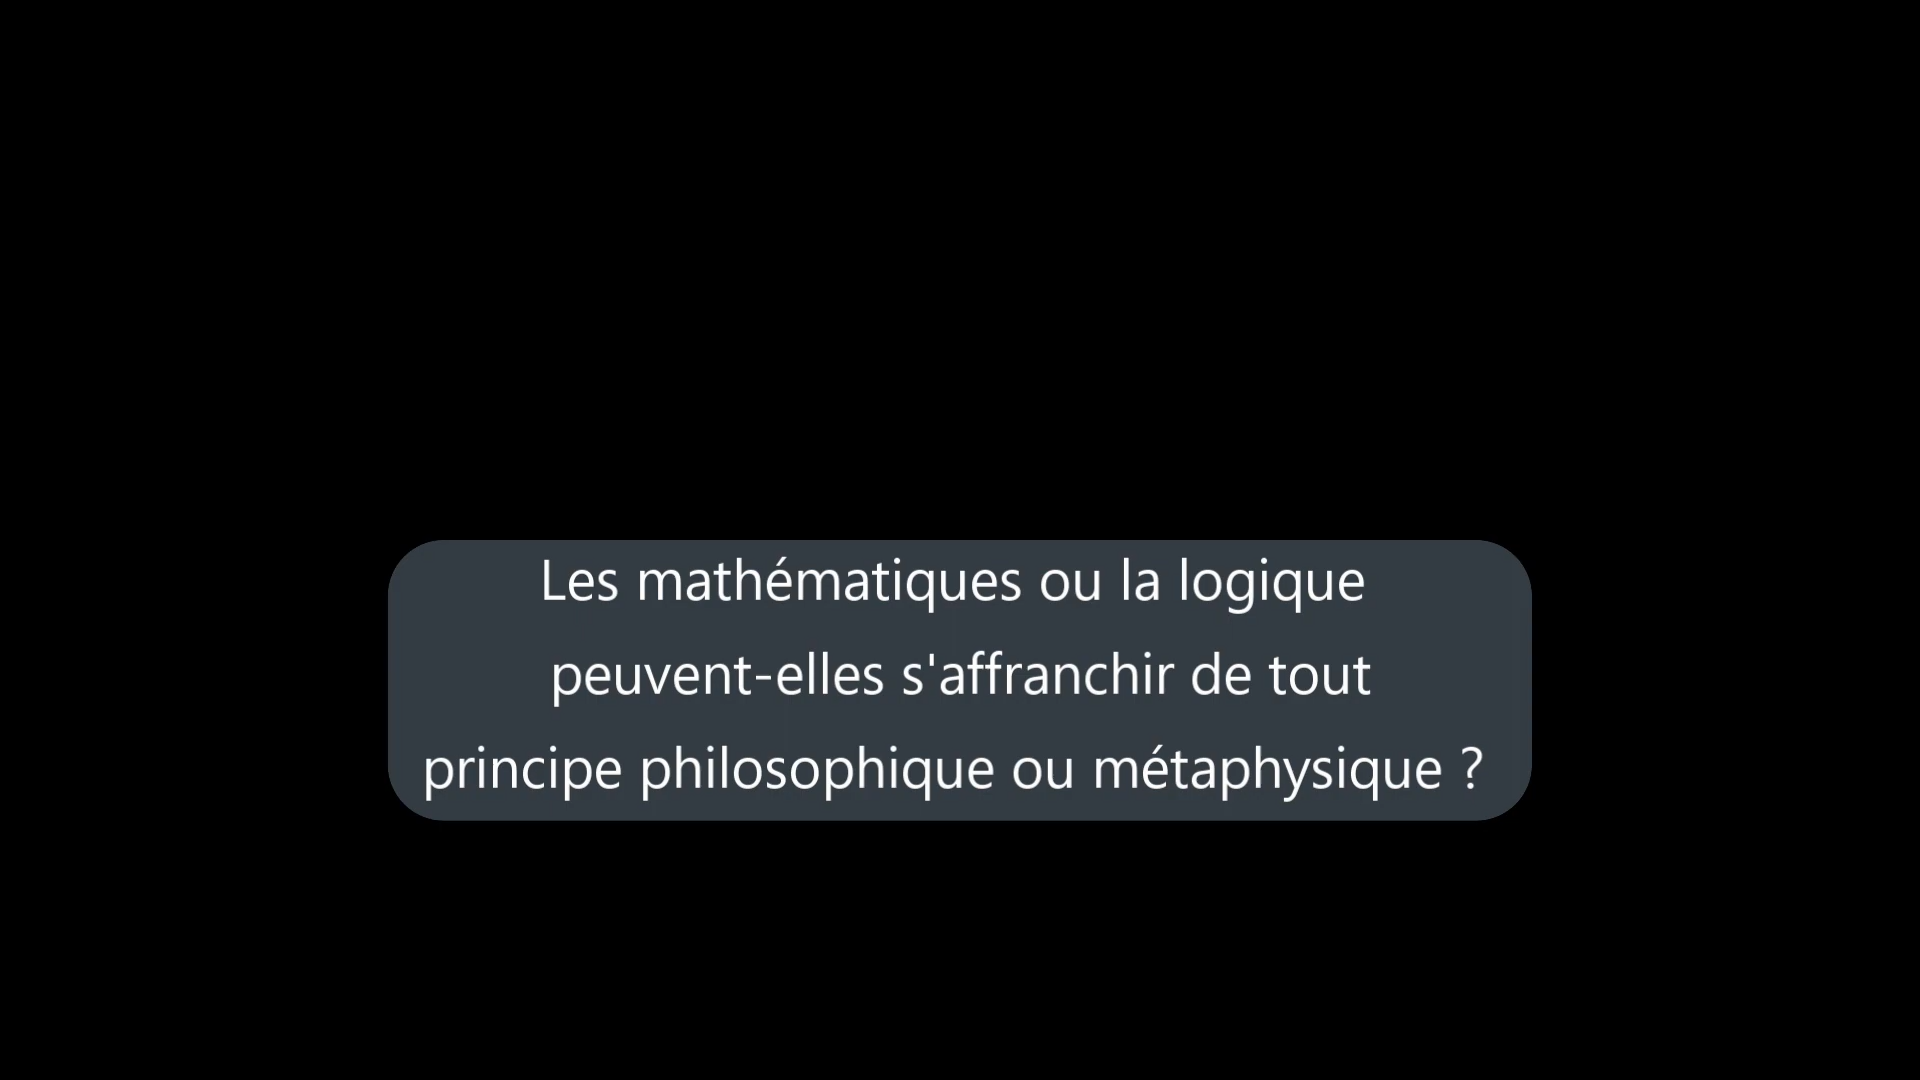 Les mathématiques ou la logique
peuvent-elles s'affranchir de tout
principe philosophique ou métaphysique ?